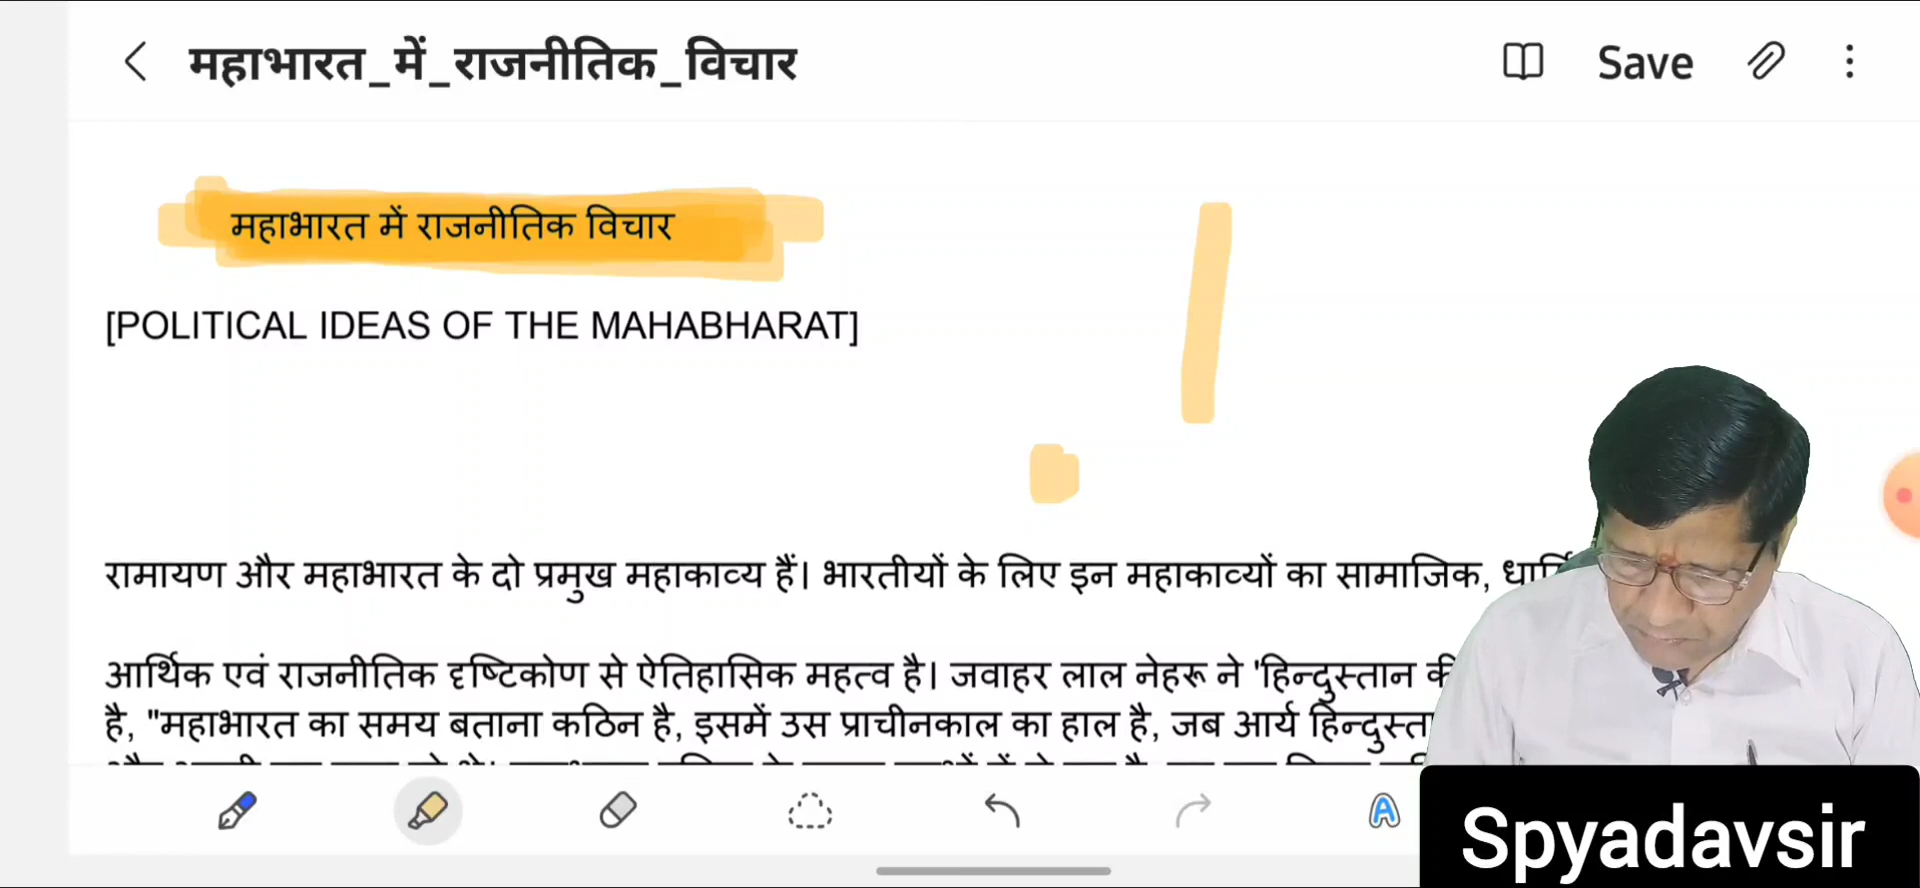 महाभारत_में_राजनीतिक_विचार
Save
महाभारत में राजनीतिक विचार
[POLITICAL IDEAS OF THE MAHABHARAT]
रामायण और महाभारत के दो प्रमुख महाकाव्य हैं। भारतीयों के लिए इन महाकाव्यों का सामाजिक,
आर्थिक एवं राजनीतिक दृष्टिकोण से ऐतिहासिक महत्व है। जवाहर लाल नेहरू ने 'हिन्दुस्तान की
है, "महाभारत का समय बताना कठिन है, इसमें उस प्राचीनकाल का हाल है, जब आर्य
Spyadavsir